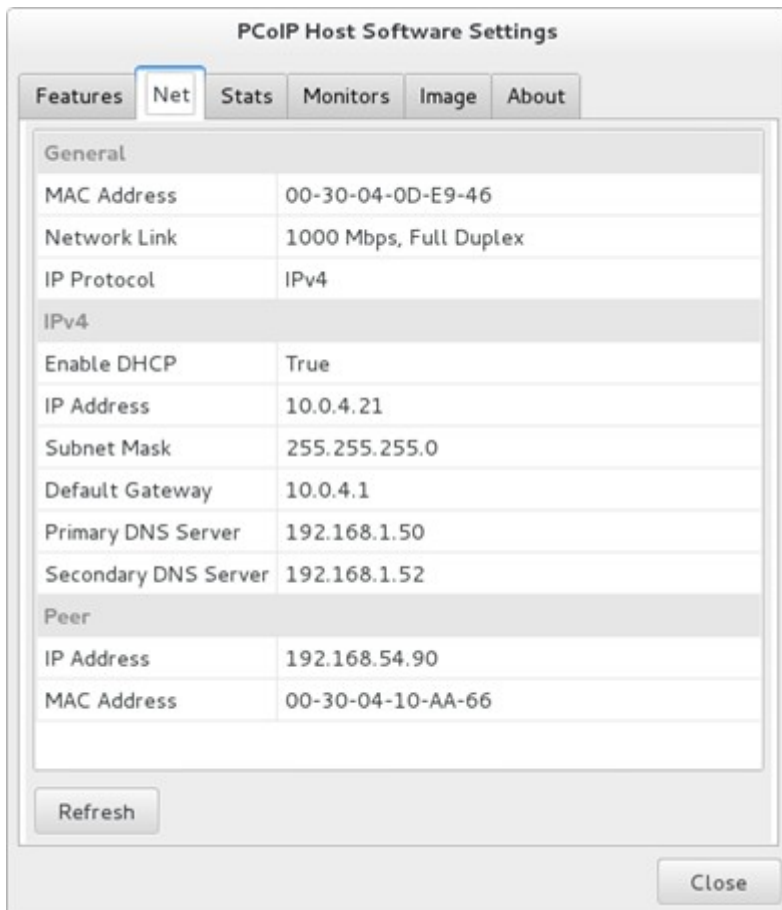 PCoIP Host Software Settings
Features Net Stats Monitors Image About
General
MAC Address 00-30-04-0D-E9-46
Network Link 1000 Mbps, Full Duplex
IP Protocol IPv4
IPv4
Enable DHCP True
IP Address 10.0.4.21
Subnet Mask 255.255.255.0
Default Gateway 10.0.4.1
Primary DNS Server 192.168.1.50
Secondary DNS Server 192.168.1.52
Peer
IP Address 192.168.54.90
MAC Address 00-30-04-10-AA-66
Refresh
Close